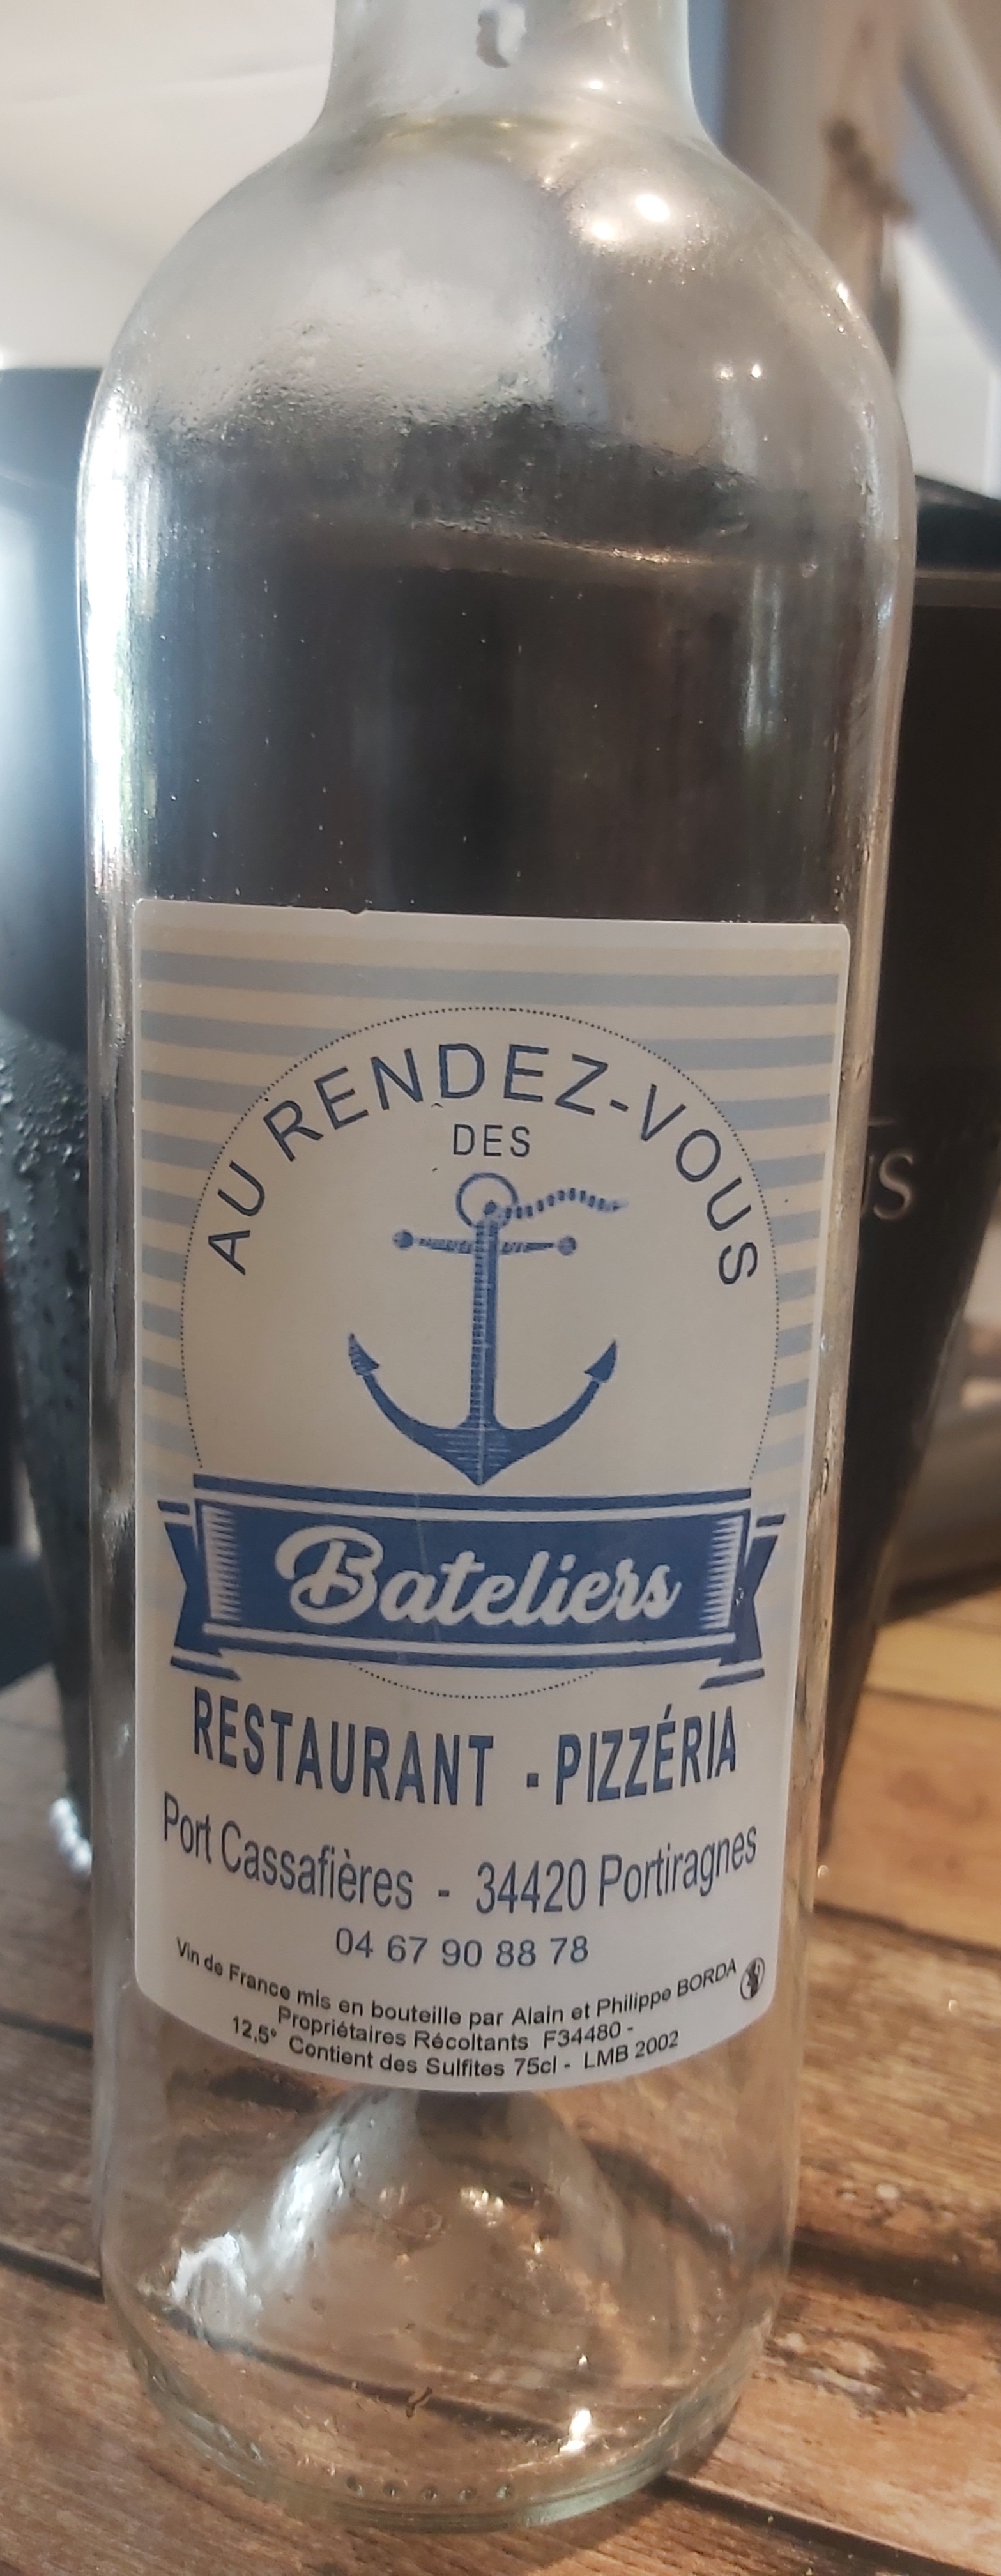 AU RENDEZ-VOUS
DES
Bateliers
RESTAURANT - PIZZÉRIA
Port Cassafières - 34420 Portiragnes
04 67 90 88 78
Vin de France mis en bouteille par Alain et Philippe BORDA
Propriétaires Récoltants F34480 -
12,5° Contient des Sulfites 75cl - LMB 2002